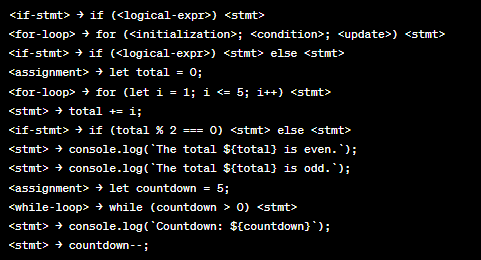 <if-stmt> → if (<logical-expr>) <stmt>
<for-loop> → for (<initialization>; <condition>; <update>) <stmt>
<if-stmt> → if (<logical-expr>) <stmt> else <stmt>
<assignment> → let total = 0;
<for-loop> → for (let i = 1; i <= 5; i++) <stmt>
<stmt> → total += i;
<if-stmt> → if (total % 2 === 0) <stmt> else <stmt>
<stmt> → console.log(`The total ${total} is even.`);
<stmt> → console.log(`The total ${total} is odd.`);
<assignment> → let countdown = 5;
<while-loop> → while (countdown > 0) <stmt>
<stmt> → console.log(`Countdown: ${countdown}`);
<stmt> → countdown--;